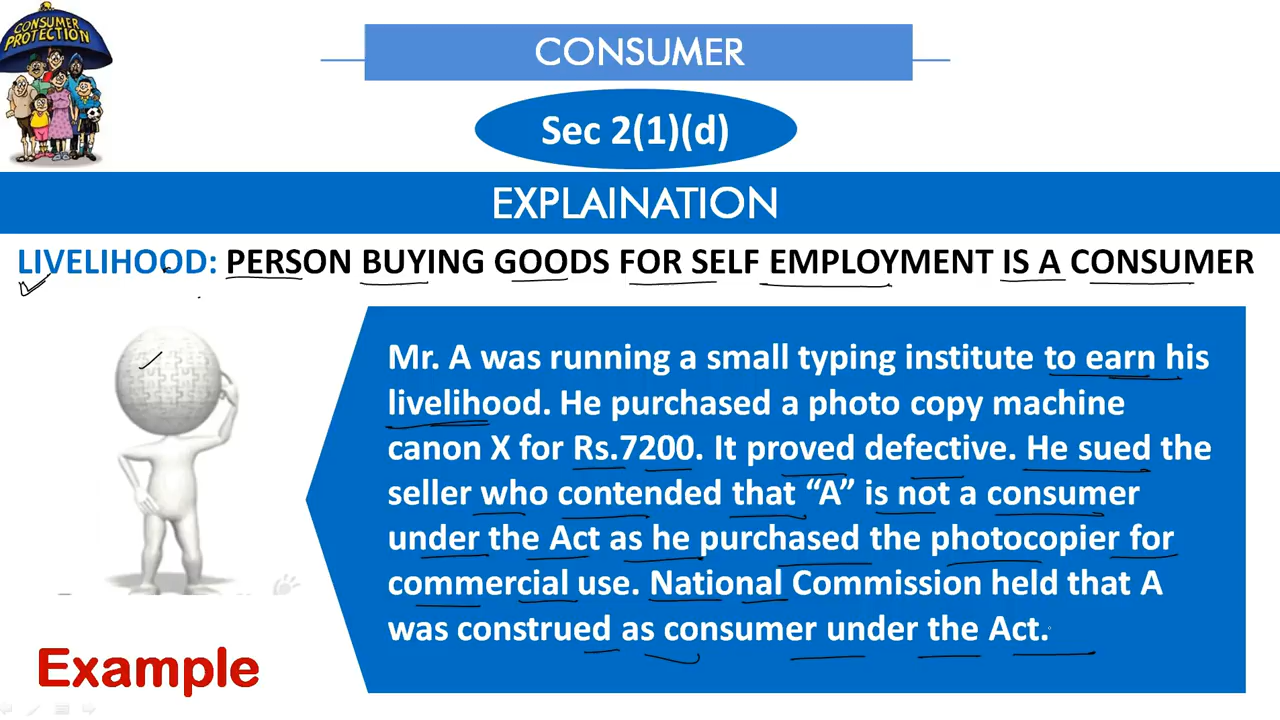 CONSUMER
PROTECTION
CONSUMER
Sec 2(1)(d)
EXPLAINATION
LIVELIHOOD: PERSON BUYING GOODS FOR SELF EMPLOYMENT IS A CONSUMER
Mr. A was running a small typing institute to earn his
livelihood. He purchased a photo copy machine
canon X for Rs.7200. It proved defective. He sued the
seller who contended that “A” is not a consumer
under the Act as he purchased the photocopier for
commercial use. National Commission held that A
was construed as consumer under the Act.
Example